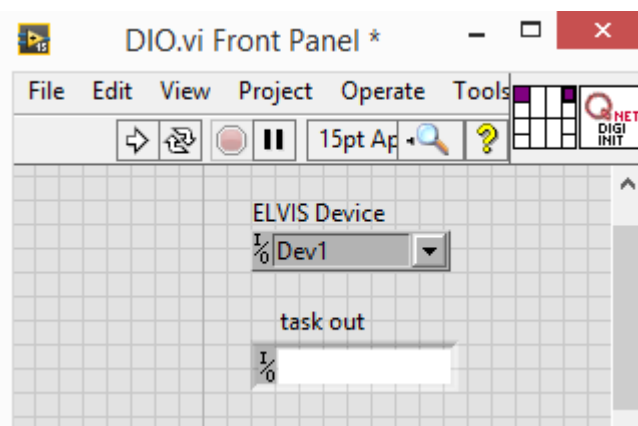 15
DIO.vi Front Panel *
File Edit View Project Operate Tools
15pt Ap
?
Q NET
DIGI
INIT
ELVIS Device
I/O Dev1
task out
I/O